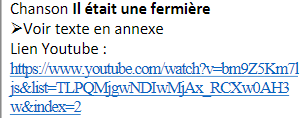 Chanson Il était une fermière
➤Voir texte en annexe
Lien Youtube :
https://www.youtube.com/watch?v=bm9Z5Km7l
js&list=TLPQMjgwNDIwMjAx_RCXw0AH3
w&index=2